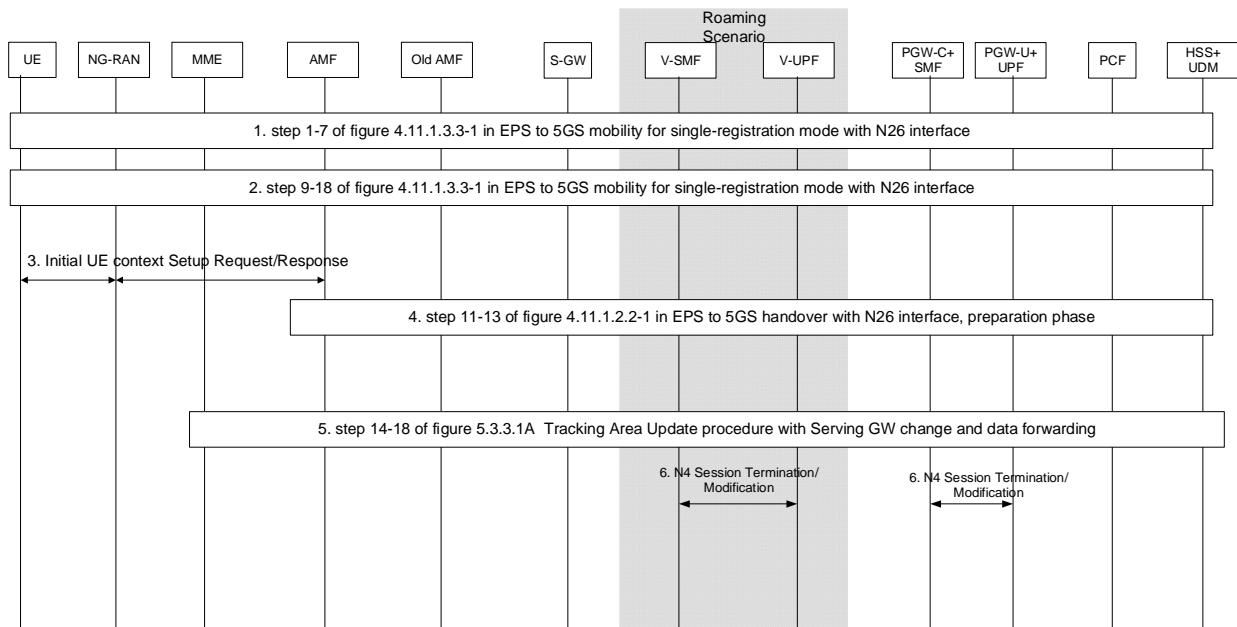 Roaming
Scenario
UE
NG-RAN
MME
AMF
Old AMF
S-GW
V-SMF
V-UPF
PGW-C+
SMF
PGW-U+
UPF
PCF
HSS+
UDM
1. step 1-7 of figure 4.11.1.3.3-1 in EPS to 5GS mobility for single-registration mode with N26 interface
2. step 9-18 of figure 4.11.1.3.3-1 in EPS to 5GS mobility for single-registration mode with N26 interface
3. Initial UE context Setup Request/Response
4. step 11-13 of figure 4.11.1.2.2-1 in EPS to 5GS handover with N26 interface, preparation phase
5. step 14-18 of figure 5.3.3.1A Tracking Area Update procedure with Serving GW change and data forwarding
6. N4 Session Termination/
Modification
6. N4 Session Termination/
Modification